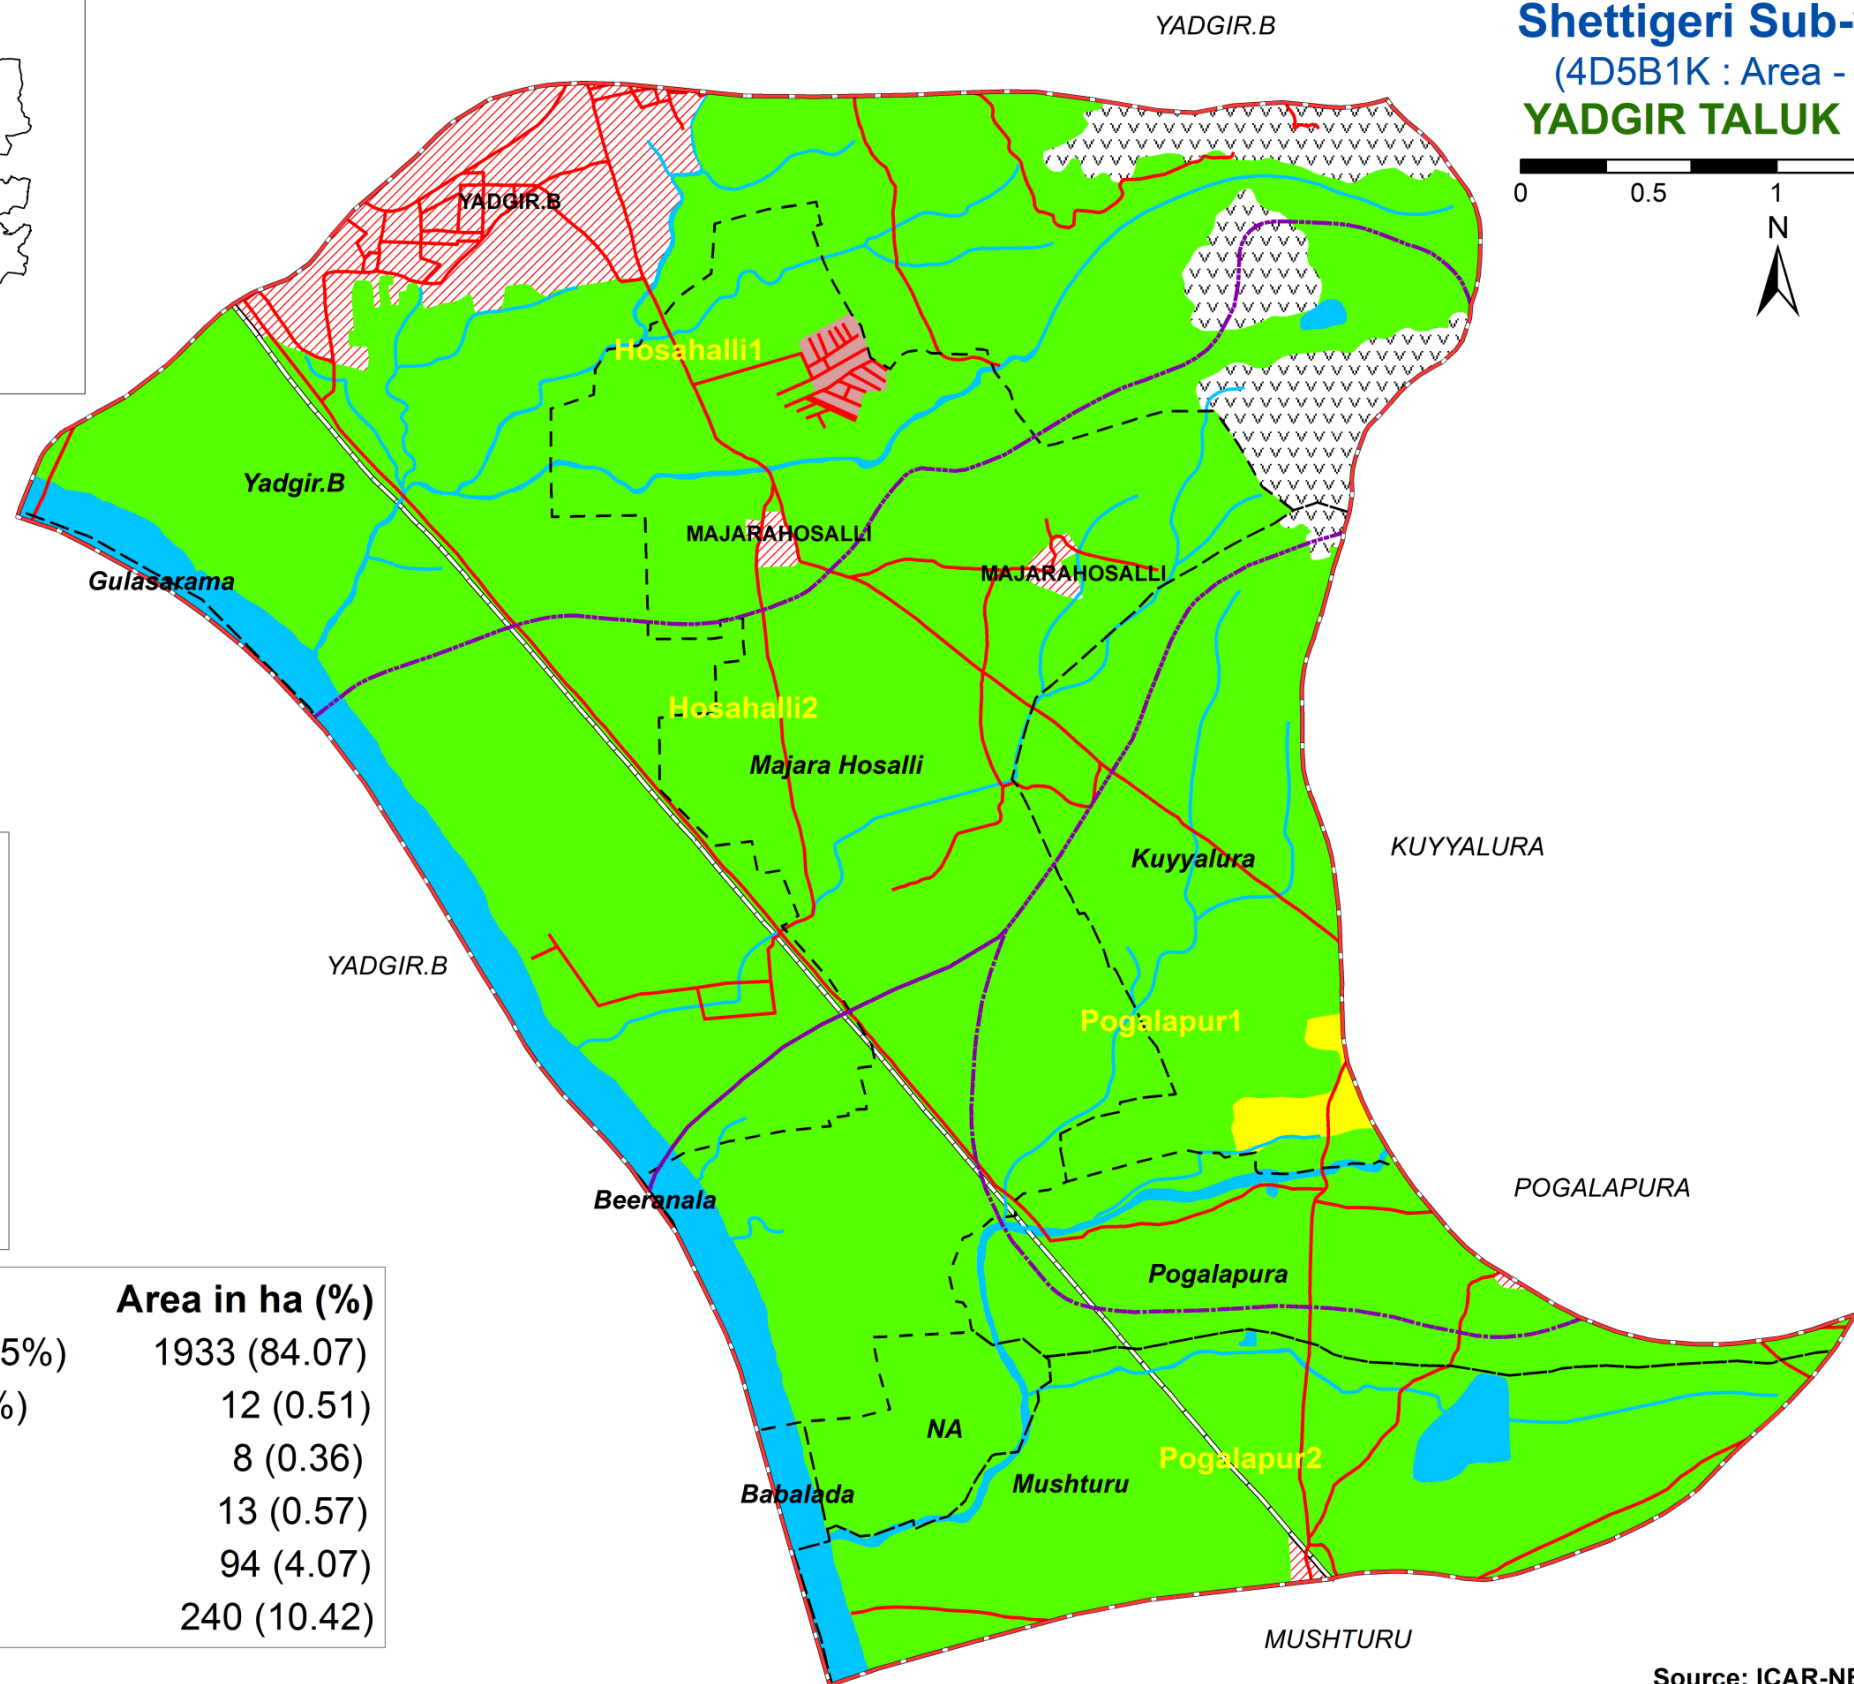 YADGIR.B
Shettigeri Sub-
(4D5B1K : Area -
YADGIR TALUK
0 0.5 1
N
YADGIR.B
Hosahalli1
Yadgir.B
MAJARAHOSALLI
MAJARAHOSALLI
Gulasarama
Hosahalli2
Majara Hosalli
KUYYALURA
Kuyyalura
YADGIR.B
Pogalapur1
POGALAPURA
Beeranala
Pogalapura
NA
Pogalapur2
Mushturu
Babalada
MUSHTURU
Area in ha (%)
5%) 1933 (84.07)
%) 12 (0.51)
8 (0.36)
13 (0.57)
94 (4.07)
240 (10.42)
Source: ICAR-NB